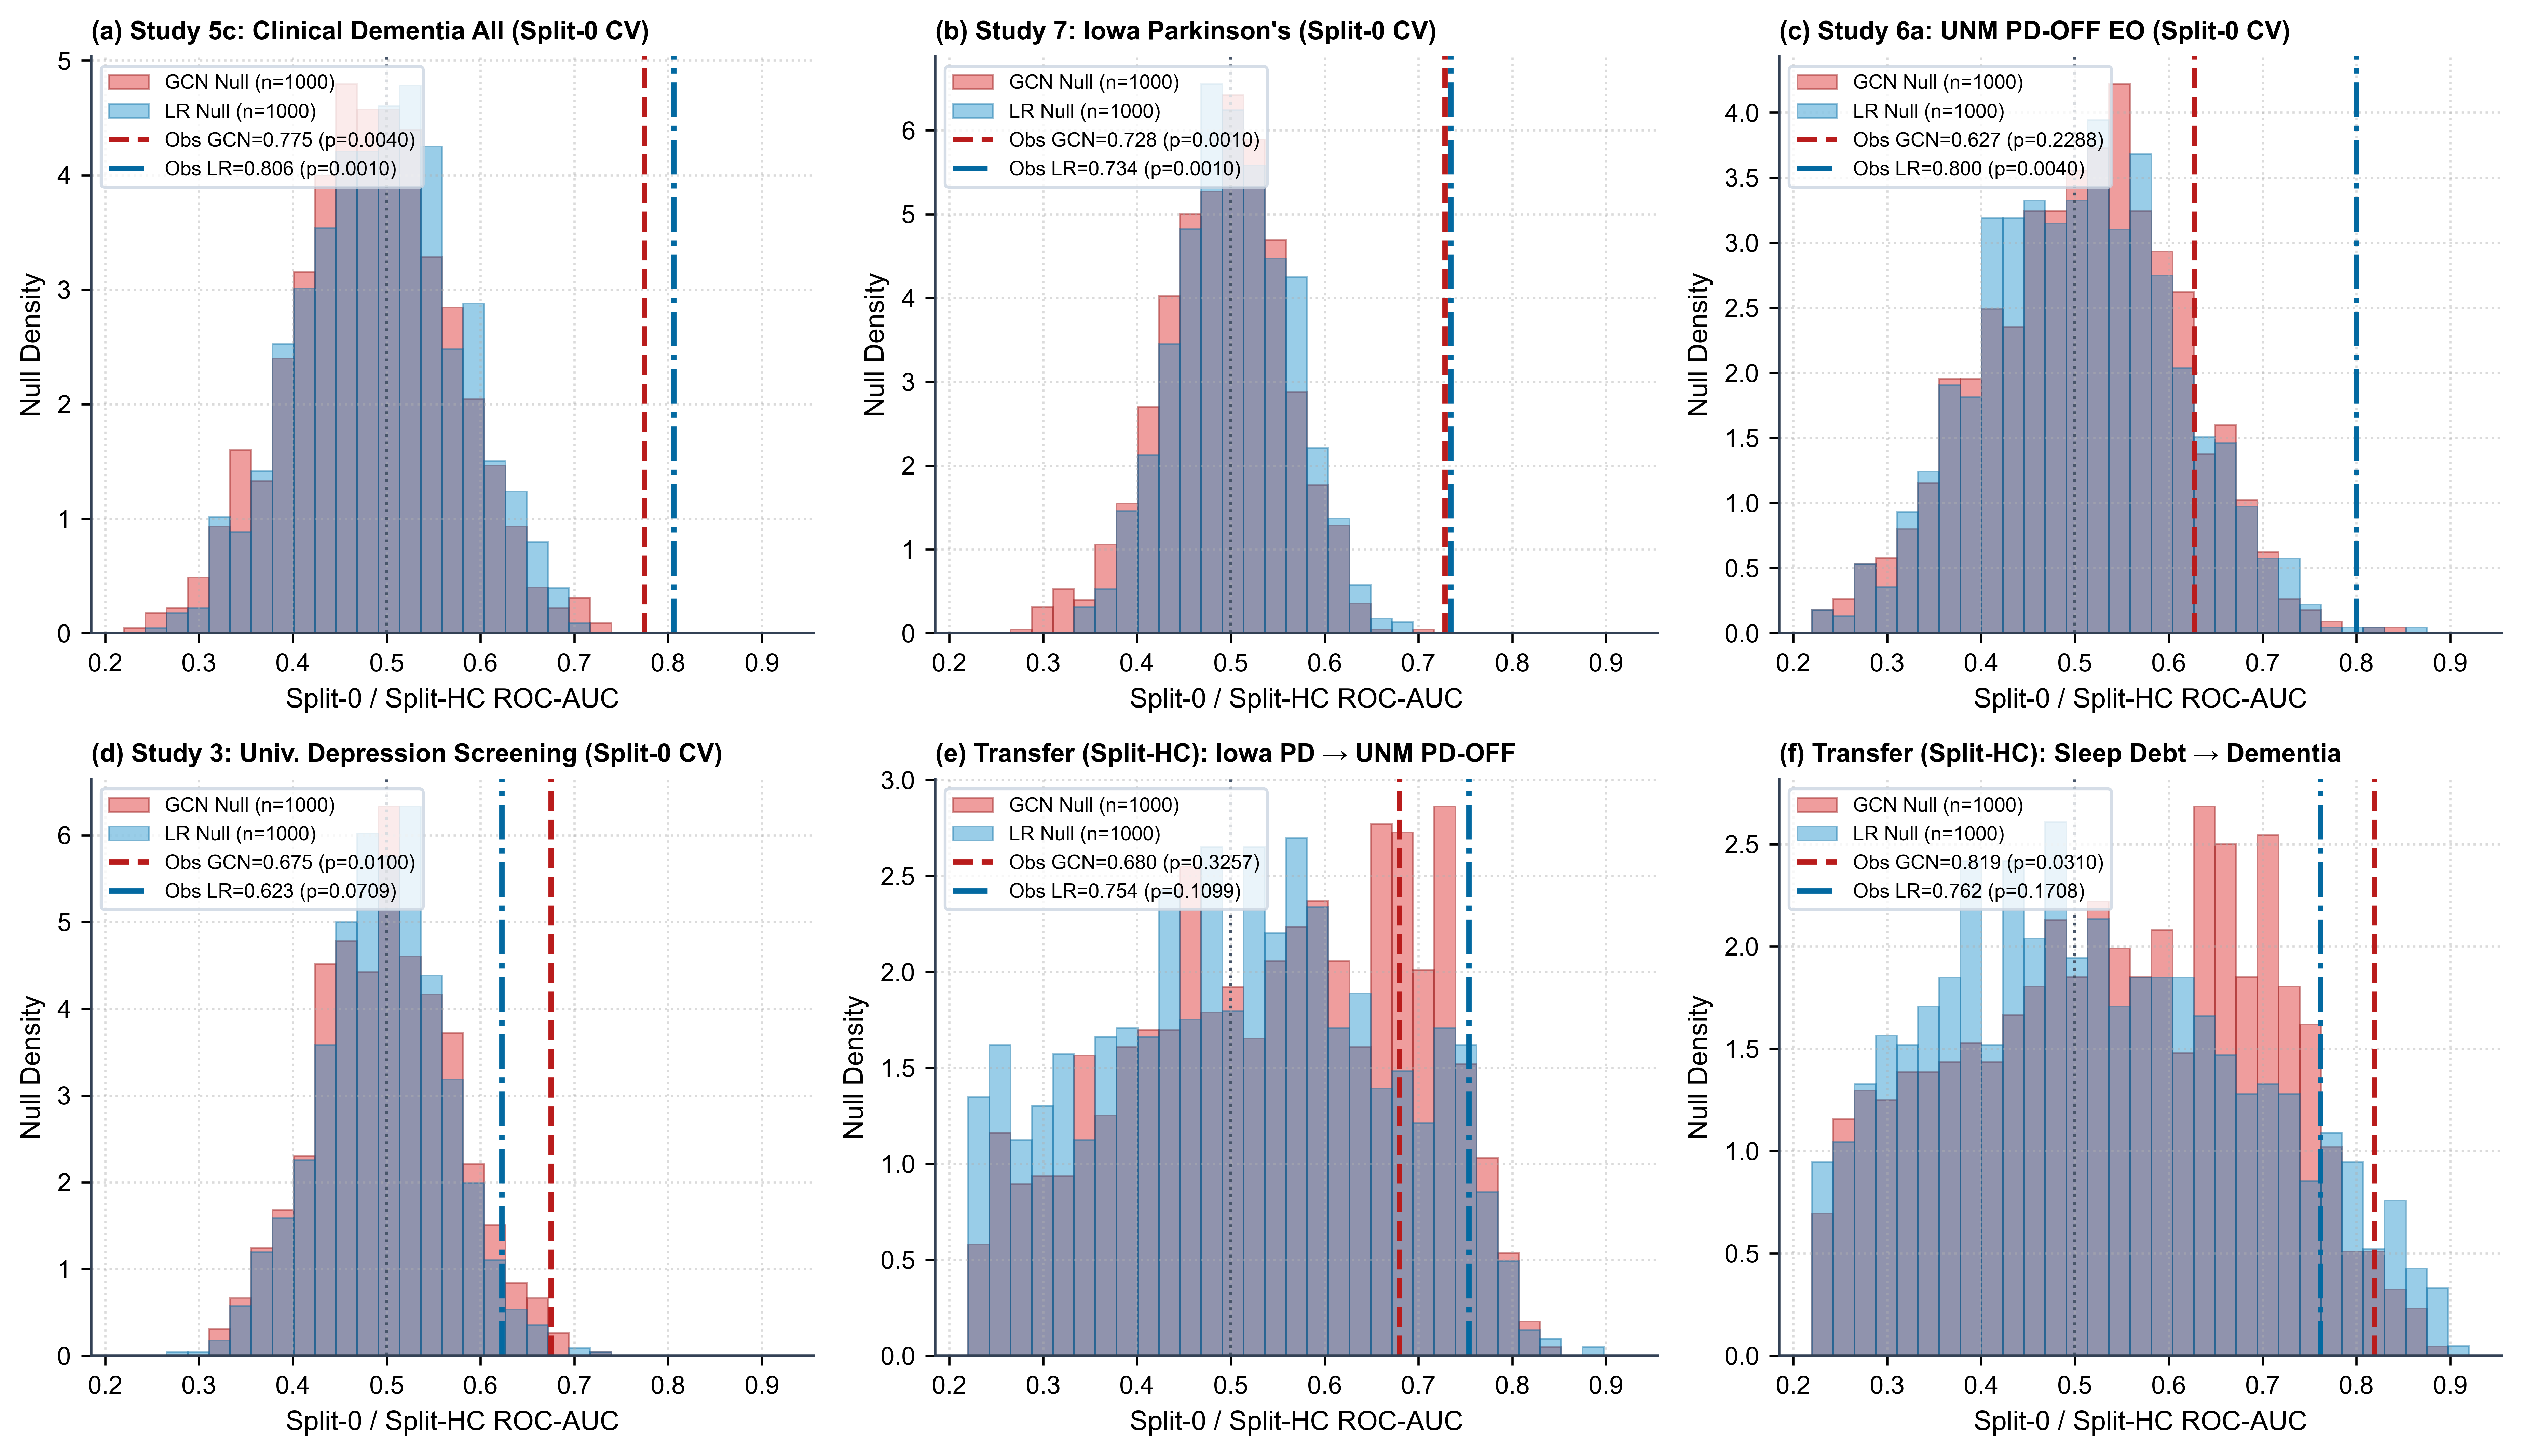 (a) Study 5c: Clinical Dementia All (Split-0 CV)
GCN Null (n=1000)
LR Null (n=1000)
Obs GCN=0.775 (p=0.0040)
Obs LR=0.806 (p=0.0010)
Null Density
5
4
3
2
1
0
0.2 0.3 0.4 0.5 0.6 0.7 0.8 0.9
Split-0 / Split-HC ROC-AUC
(b) Study 7: Iowa Parkinson's (Split-0 CV)
GCN Null (n=1000)
LR Null (n=1000)
Obs GCN=0.728 (p=0.0010)
Obs LR=0.734 (p=0.0010)
Null Density
6
5
4
3
2
1
0
0.2 0.3 0.4 0.5 0.6 0.7 0.8 0.9
Split-0 / Split-HC ROC-AUC
(c) Study 6a: UNM PD-OFF EO (Split-0 CV)
GCN Null (n=1000)
LR Null (n=1000)
Obs GCN=0.627 (p=0.2288)
Obs LR=0.800 (p=0.0040)
Null Density
4.0
3.5
3.0
2.5
2.0
1.5
1.0
0.5
0.0
0.2 0.3 0.4 0.5 0.6 0.7 0.8 0.9
Split-0 / Split-HC ROC-AUC
(d) Study 3: Univ. Depression Screening (Split-0 CV)
GCN Null (n=1000)
LR Null (n=1000)
Obs GCN=0.675 (p=0.0100)
Obs LR=0.623 (p=0.0709)
Null Density
6
5
4
3
2
1
0
0.2 0.3 0.4 0.5 0.6 0.7 0.8 0.9
Split-0 / Split-HC ROC-AUC
(e) Transfer (Split-HC): Iowa PD → UNM PD-OFF
GCN Null (n=1000)
LR Null (n=1000)
Obs GCN=0.680 (p=0.3257)
Obs LR=0.754 (p=0.1099)
Null Density
3.0
2.5
2.0
1.5
1.0
0.5
0.0
0.2 0.3 0.4 0.5 0.6 0.7 0.8 0.9
Split-0 / Split-HC ROC-AUC
(f) Transfer (Split-HC): Sleep Debt → Dementia
GCN Null (n=1000)
LR Null (n=1000)
Obs GCN=0.819 (p=0.0310)
Obs LR=0.762 (p=0.1708)
Null Density
2.5
2.0
1.5
1.0
0.5
0.0
0.2 0.3 0.4 0.5 0.6 0.7 0.8 0.9
Split-0 / Split-HC ROC-AUC